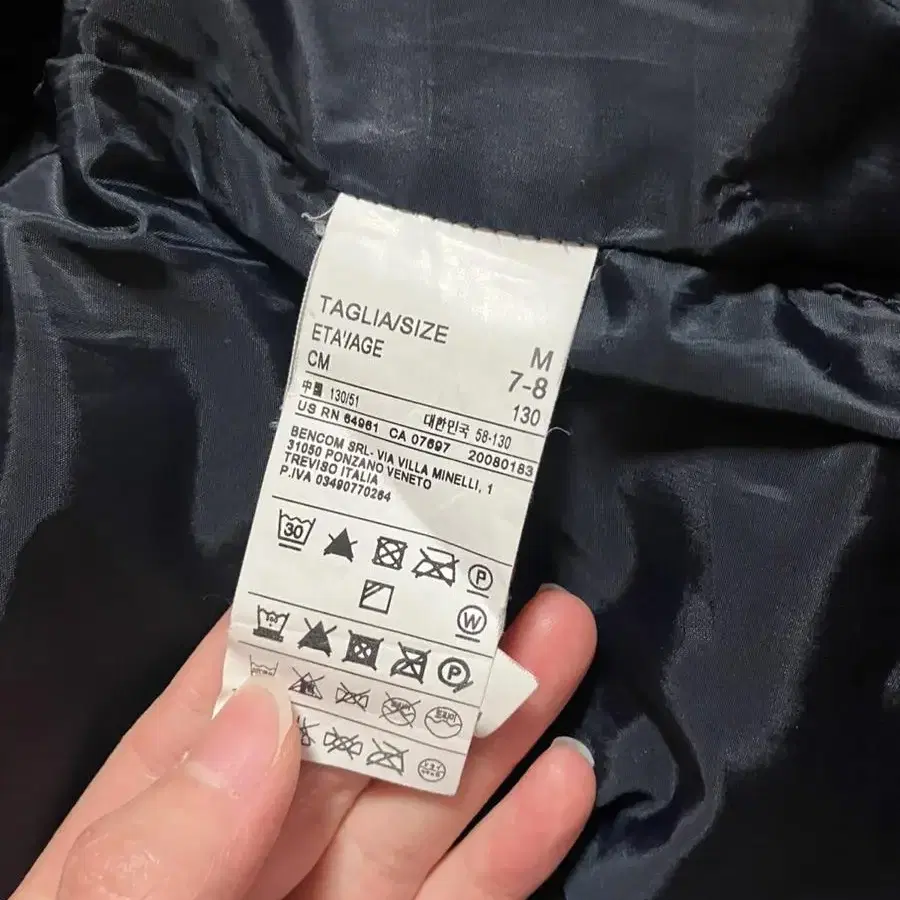 TAGLIA/SIZE M
ETA'/AGE 7-8
CM 130
中國 130/51 대한민국 58-130
US RN 64961 CA 07697 20080183
BENCOM SRL- VIA VILLA MINELLI, 1
31050 PONZANO VENETO
TREVISO ITALIA
P.IVA 03490770264
30 P
W
P